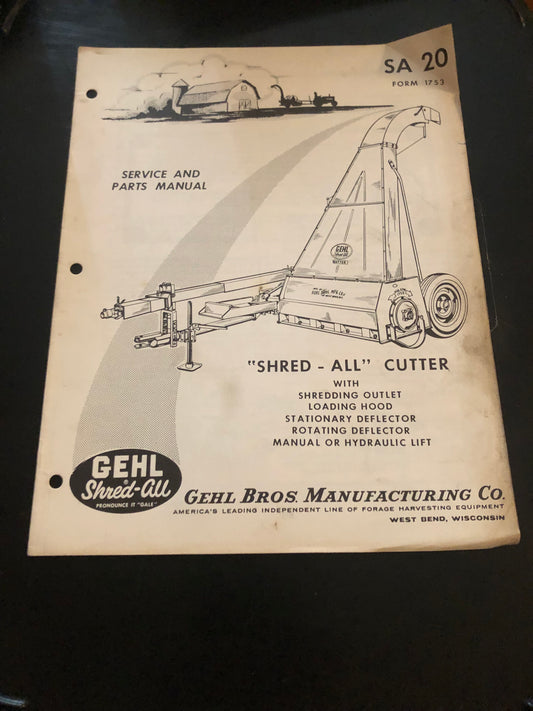 SA 20
FORM 1753
SERVICE AND
PARTS MANUAL
GEHL
Shred-All
"SHRED - ALL" CUTTER
WITH
SHREDDING OUTLET
LOADING HOOD
STATIONARY DEFLECTOR
ROTATING DEFLECTOR
MANUAL OR HYDRAULIC LIFT
GEHL
Shred-All
PRONOUNCE IT "GALE"
GEHL BROS. MANUFACTURING CO.
AMERICA'S LEADING INDEPENDENT LINE OF FORAGE HARVESTING EQUIPMENT
WEST BEND, WISCONSIN